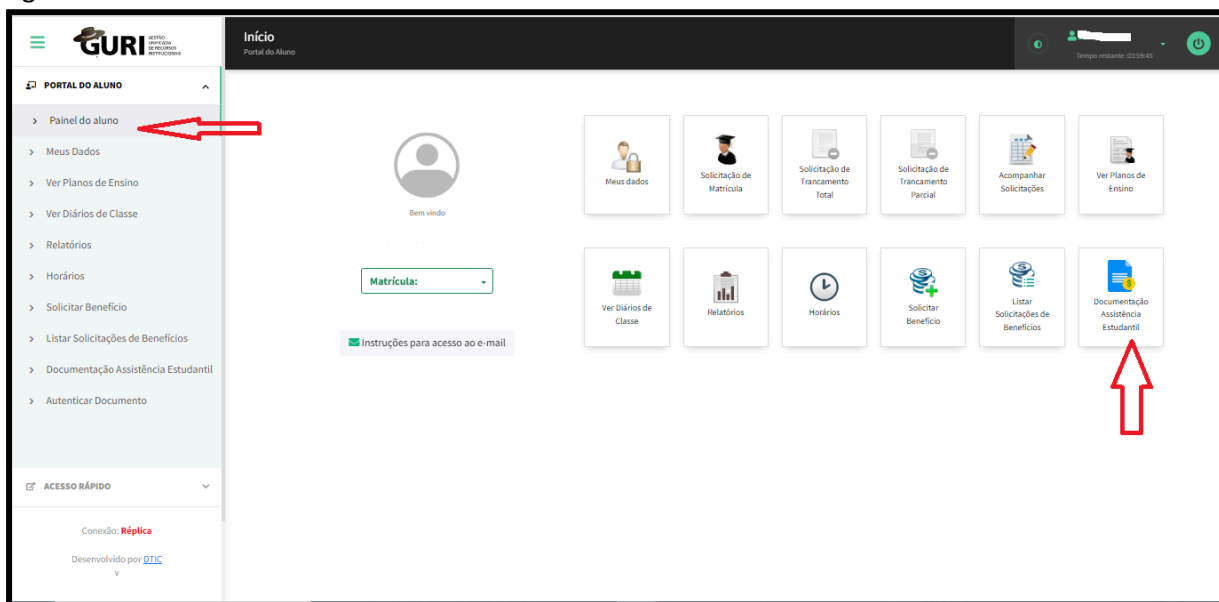 GURI
GESTÃO
UNIFICADA
DE RECURSOS
INSTITUCIONAIS
Início
Portal do Aluno
Tempo restante: 03:59:45
PORTAL DO ALUNO
Painel do aluno
Meus Dados
Ver Planos de Ensino
Ver Diários de Classe
Relatórios
Horários
Solicitar Benefício
Listar Solicitações de Benefícios
Documentação Assistência Estudantil
Autenticar Documento
ACESSO RÁPIDO
Conexão: Réplica
Desenvolvido por DTIC
v
Bem vindo
Matrícula:
Instruções para acesso ao e-mail
Meus dados
Solicitação de
Matrícula
Solicitação de
Trancamento
Total
Solicitação de
Trancamento
Parcial
Acompanhar
Solicitações
Ver Planos de
Ensino
Ver Diários de
Classe
Relatórios
Horários
Solicitar
Benefício
Listar
Solicitações de
Benefícios
Documentação
Assistência
Estudantil